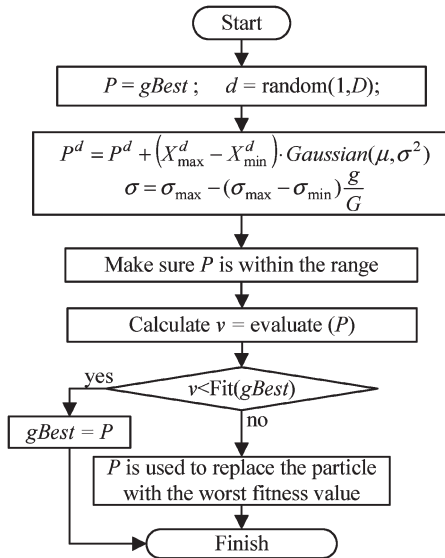 Start
P = gBest ; d = random(1,D);
P^d = P^d + (X^d_max − X^d_min)·Gaussian(μ,σ²)
σ = σ_max − (σ_max − σ_min) g/G
Make sure P is within the range
Calculate v = evaluate (P)
v<Fit(gBest)
yes
no
gBest = P
P is used to replace the particle
with the worst fitness value
Finish